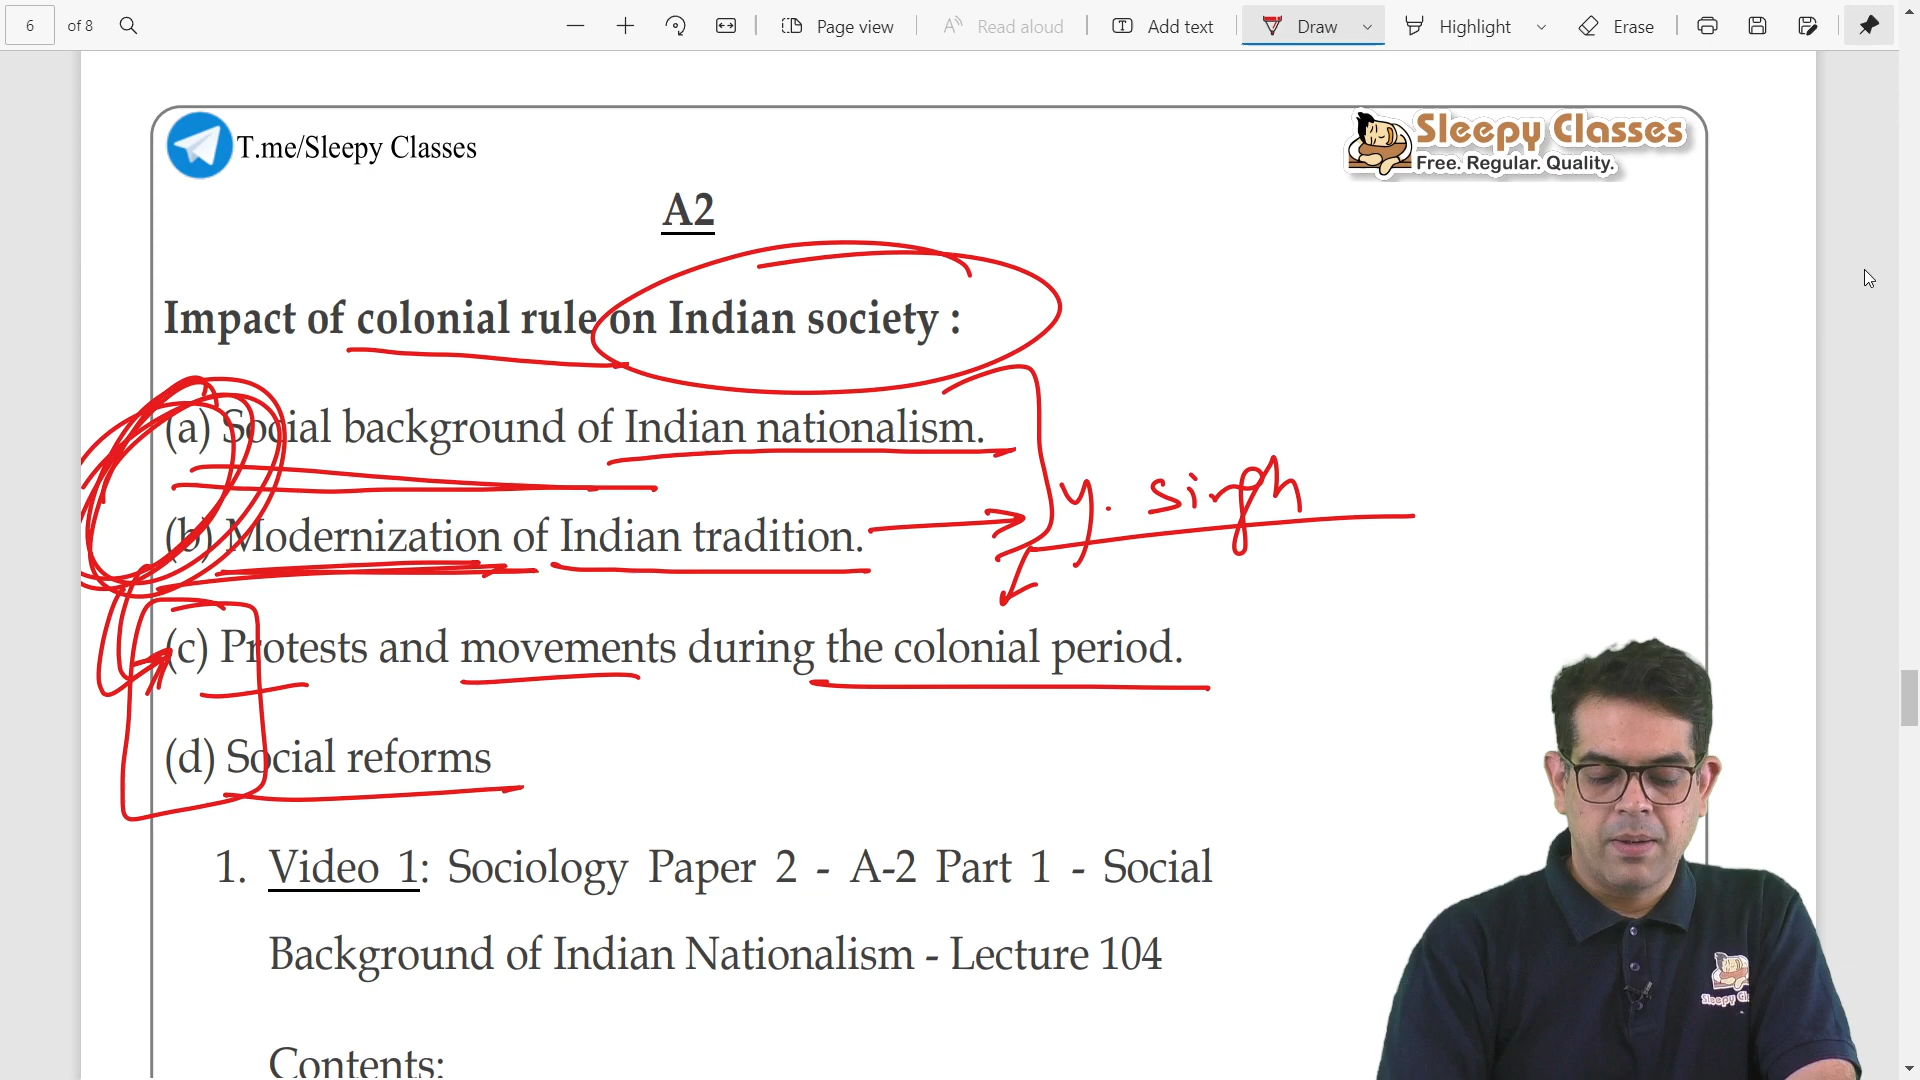 6 of 8 Page view Read aloud Add text Draw Highlight Erase
T.me/Sleepy Classes
Sleepy Classes
Free. Regular. Quality.
A2
Impact of colonial rule on Indian society :
(a) Social background of Indian nationalism.
Y. Singh
(b) Modernization of Indian tradition.
(c) Protests and movements during the colonial period.
(d) Social reforms
1. Video 1: Sociology Paper 2 - A-2 Part 1 - Social
Background of Indian Nationalism - Lecture 104
Contents: